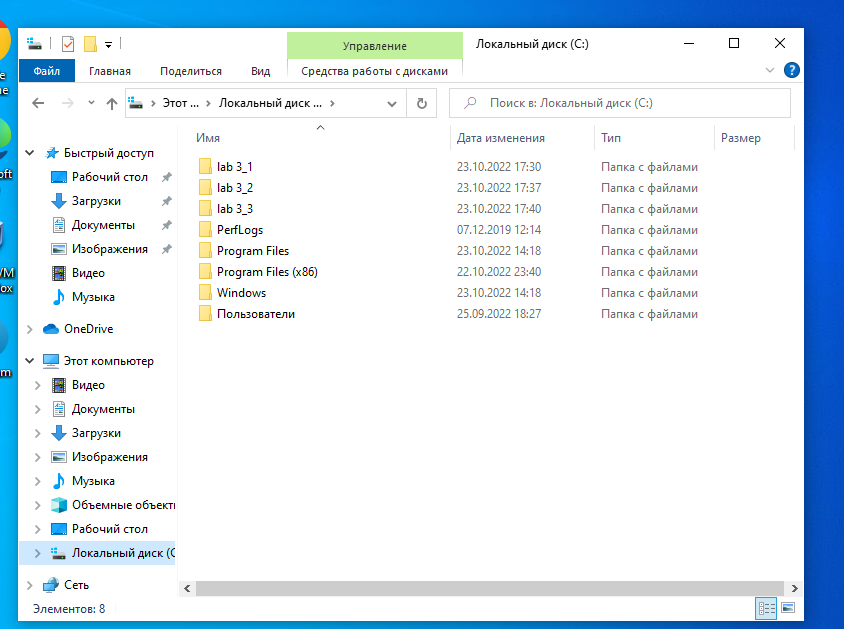 Управление
Локальный диск (C:)
Файл
Главная
Поделиться
Вид
Средства работы с дисками
Этот ...
Локальный диск ...
Поиск в: Локальный диск (C:)
Имя
Дата изменения
Тип
Размер
Быстрый доступ
Рабочий стол
Загрузки
Документы
Изображения
Видео
Музыка
OneDrive
Этот компьютер
Видео
Документы
Загрузки
Изображения
Музыка
Объемные объекты
Рабочий стол
Локальный диск (C
Сеть
lab 3_1 23.10.2022 17:30 Папка с файлами
lab 3_2 23.10.2022 17:37 Папка с файлами
lab 3_3 23.10.2022 17:40 Папка с файлами
PerfLogs 07.12.2019 12:14 Папка с файлами
Program Files 23.10.2022 14:18 Папка с файлами
Program Files (x86) 22.10.2022 23:40 Папка с файлами
Windows 23.10.2022 14:18 Папка с файлами
Пользователи 25.09.2022 18:27 Папка с файлами
Элементов: 8